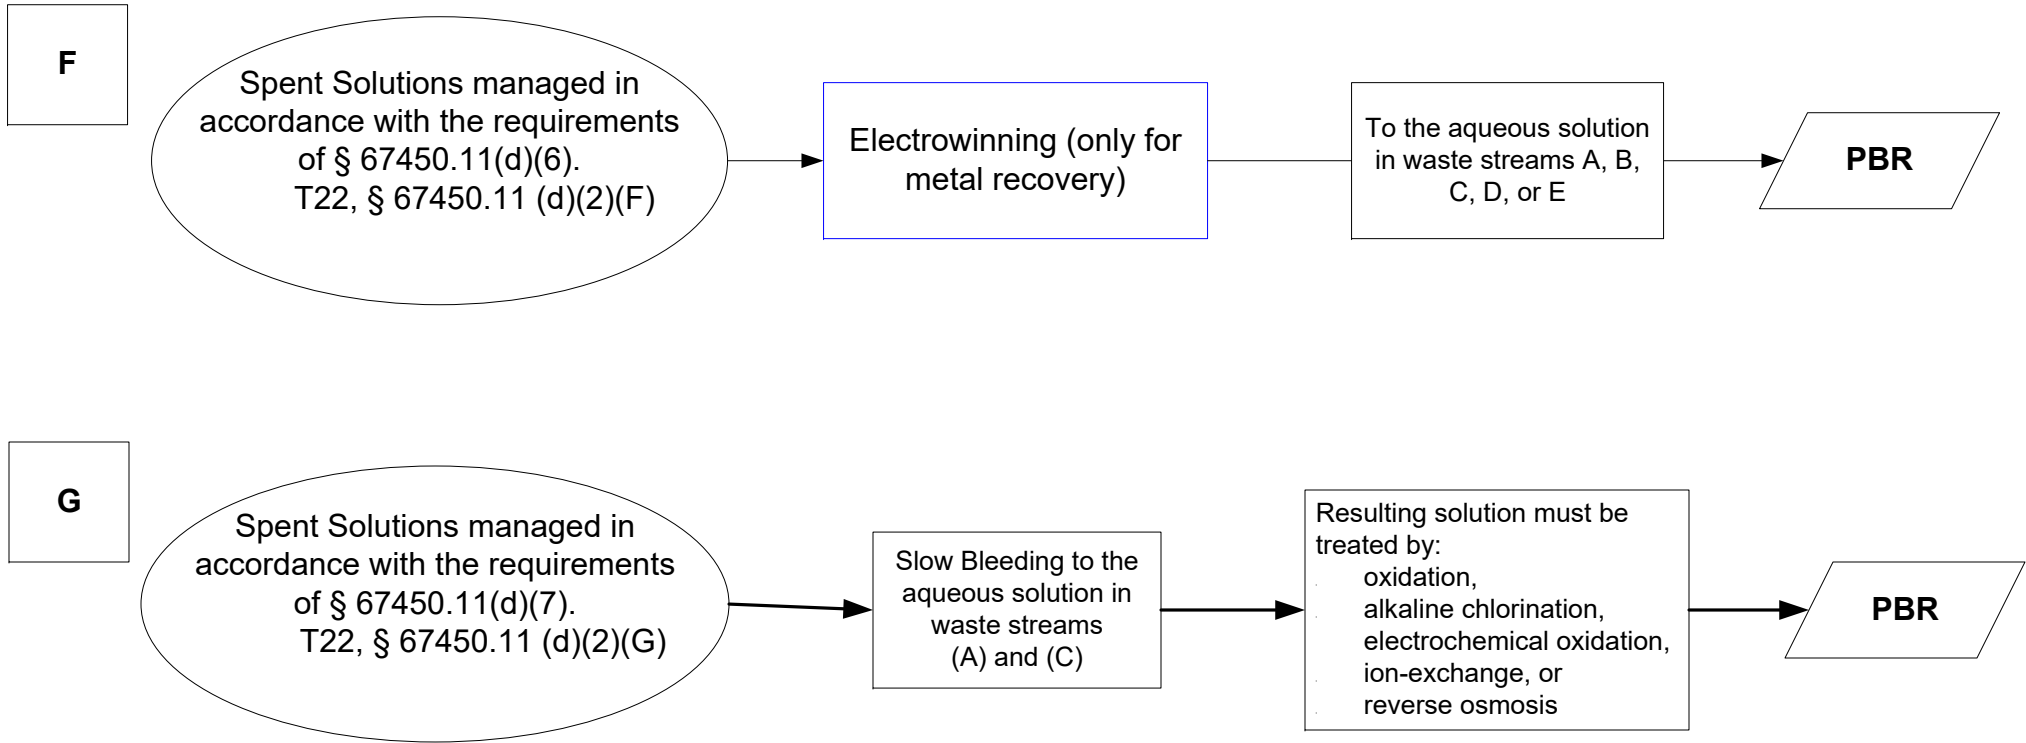 F
Spent Solutions managed in
accordance with the requirements
of § 67450.11(d)(6).
T22, § 67450.11 (d)(2)(F)
Electrowinning (only for
metal recovery)
To the aqueous solution
in waste streams A, B,
C, D, or E
PBR
G
Spent Solutions managed in
accordance with the requirements
of § 67450.11(d)(7).
T22, § 67450.11 (d)(2)(G)
Slow Bleeding to the
aqueous solution in
waste streams
(A) and (C)
Resulting solution must be
treated by:
oxidation,
alkaline chlorination,
electrochemical oxidation,
ion-exchange, or
reverse osmosis
PBR